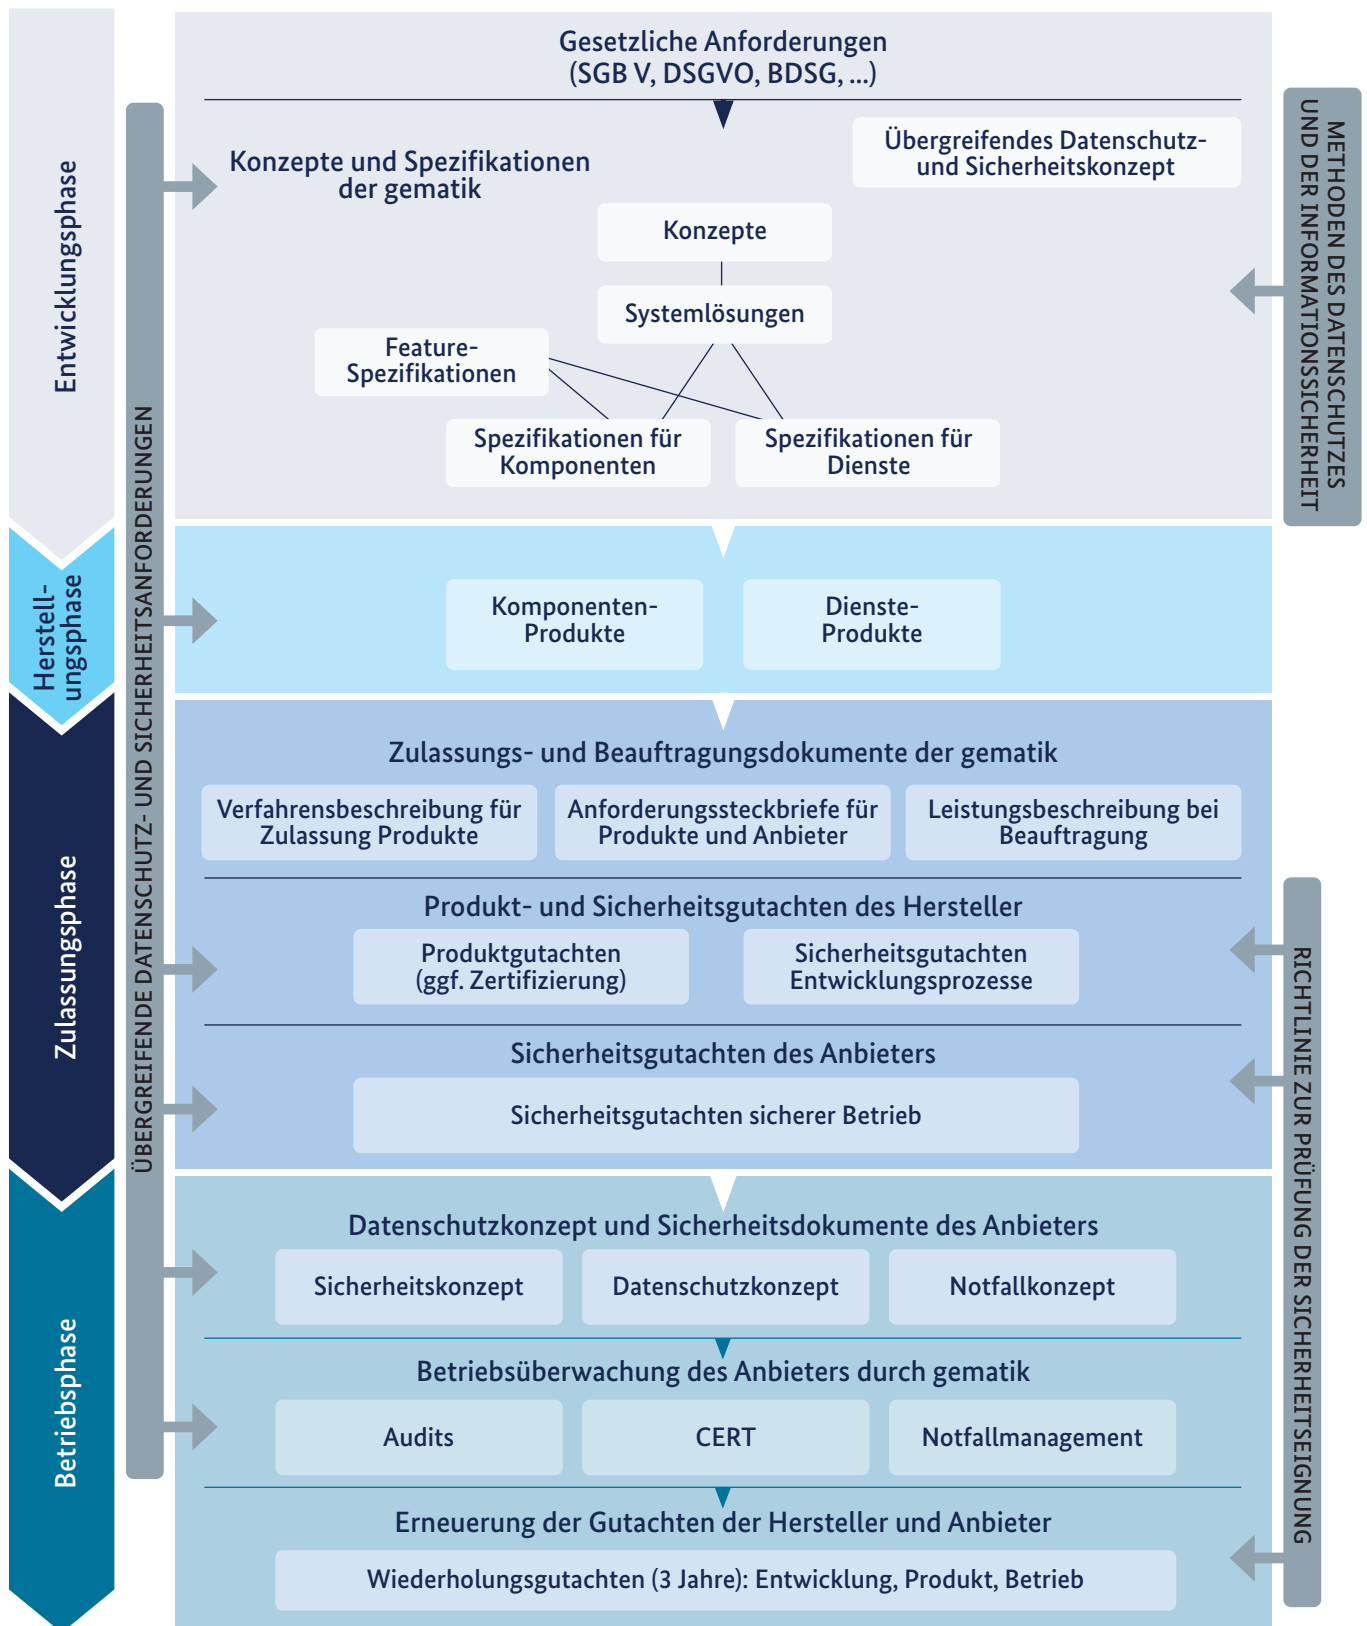 Gesetzliche Anforderungen
(SGB V, DSGVO, BDSG, ...)
Entwicklungsphase
Konzepte und Spezifikationen
der gematik
Übergreifendes Datenschutz-
und Sicherheitskonzept
Konzepte
Systemlösungen
Feature-
Spezifikationen
Spezifikationen für
Komponenten
Spezifikationen für
Dienste
METHODEN DES DATENSCHUTZES
UND DER INFORMATIONSSICHERHEIT
ÜBERGREIFENDE DATENSCHUTZ- UND SICHERHEITSANFORDERUNGEN
Herstell-
ungsphase
Komponenten-
Produkte
Dienste-
Produkte
Zulassungsphase
Zulassungs- und Beauftragungsdokumente der gematik
Verfahrensbeschreibung für
Zulassung Produkte
Anforderungssteckbriefe für
Produkte und Anbieter
Leistungsbeschreibung bei
Beauftragung
Produkt- und Sicherheitsgutachten des Hersteller
Produktgutachten
(ggf. Zertifizierung)
Sicherheitsgutachten
Entwicklungsprozesse
Sicherheitsgutachten des Anbieters
Sicherheitsgutachten sicherer Betrieb
RICHTLINIE ZUR PRÜFUNG DER SICHERHEITSEIGNUNG
Betriebsphase
Datenschutzkonzept und Sicherheitsdokumente des Anbieters
Sicherheitskonzept
Datenschutzkonzept
Notfallkonzept
Betriebsüberwachung des Anbieters durch gematik
Audits
CERT
Notfallmanagement
Erneuerung der Gutachten der Hersteller und Anbieter
Wiederholungsgutachten (3 Jahre): Entwicklung, Produkt, Betrieb